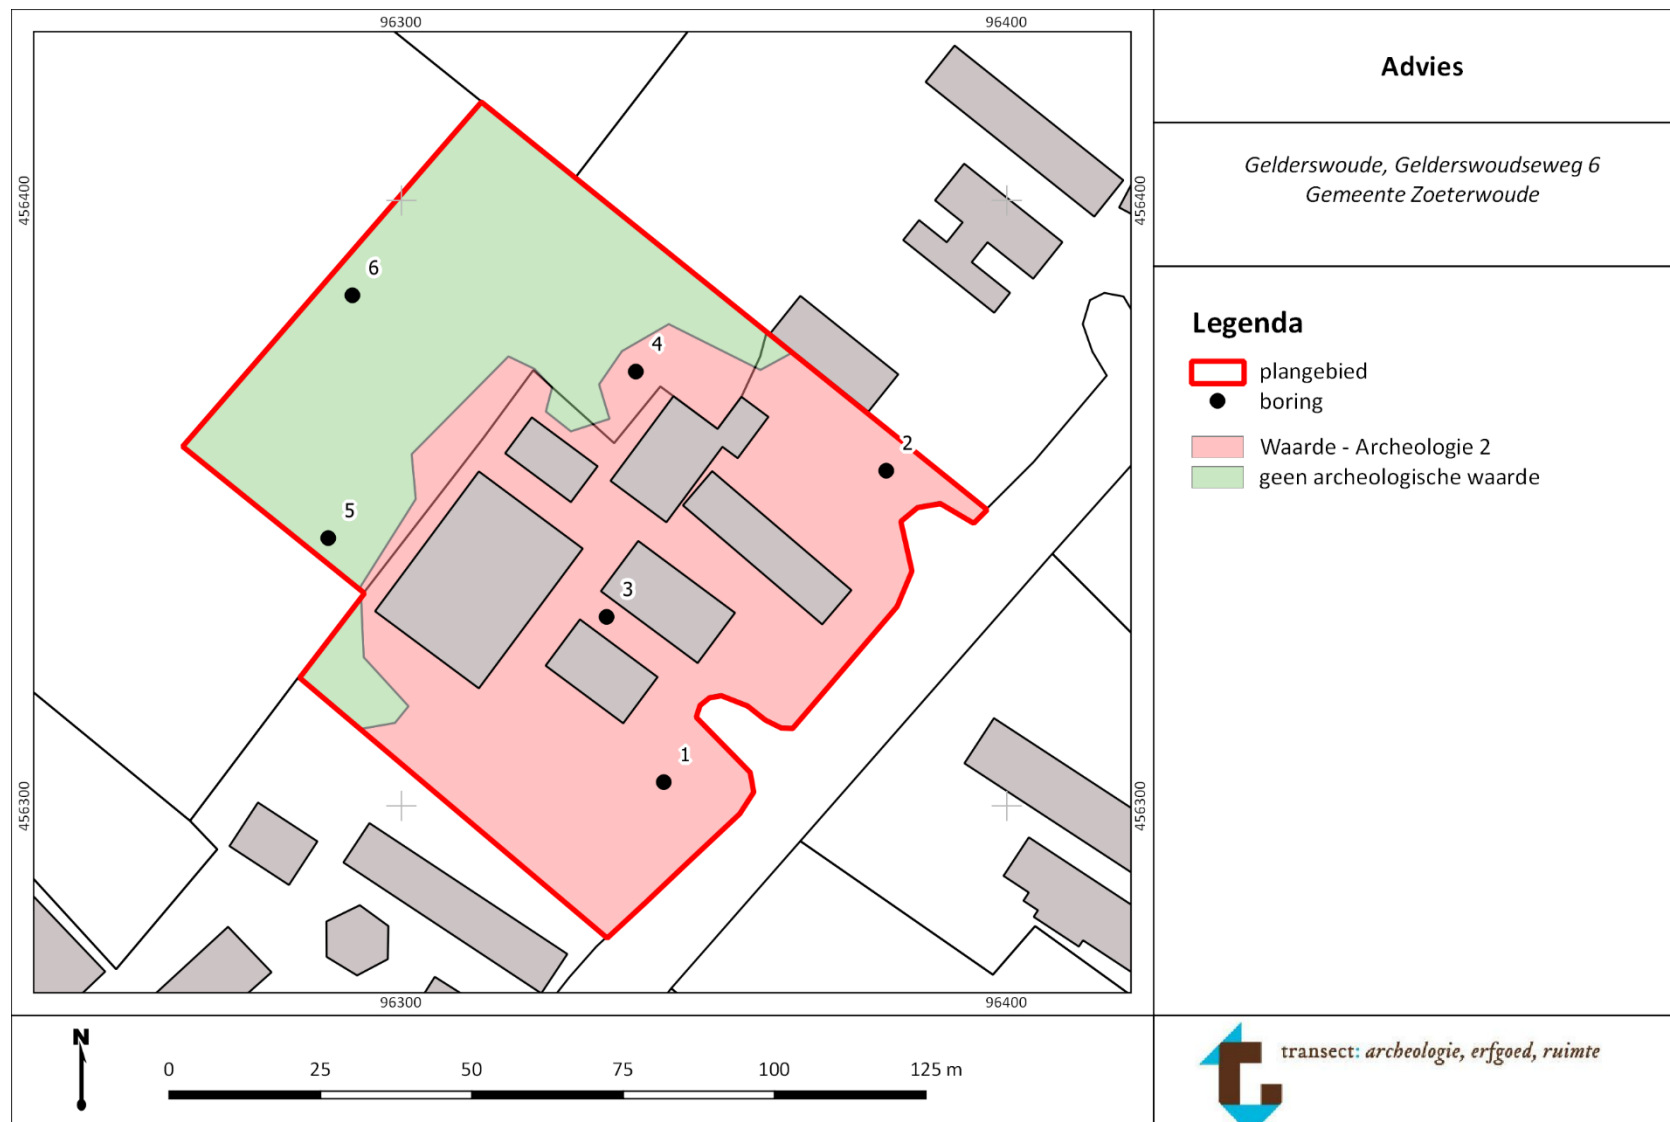 96300
96400
456400
456400
6
4
2
5
3
1
456300
456300
96300
96400
Advies
Gelderswoude, Gelderswoudseweg 6
Gemeente Zoeterwoude
Legenda
plangebied
boring
Waarde - Archeologie 2
geen archeologische waarde
N
0 25 50 75 100 125 m
transect: archeologie, erfgoed, ruimte